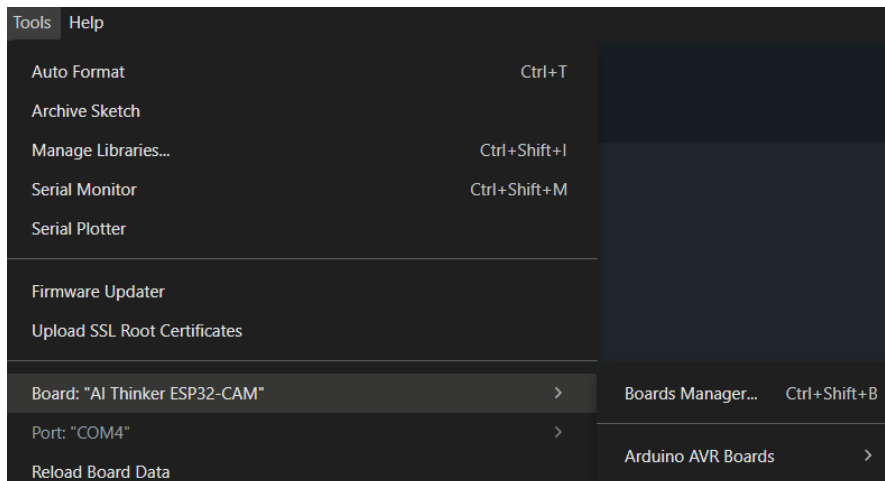 Tools Help
Auto Format Ctrl+T
Archive Sketch
Manage Libraries... Ctrl+Shift+I
Serial Monitor Ctrl+Shift+M
Serial Plotter
Firmware Updater
Upload SSL Root Certificates
Board: "AI Thinker ESP32-CAM" > Boards Manager... Ctrl+Shift+B
Port: "COM4" >
Arduino AVR Boards >
Reload Board Data